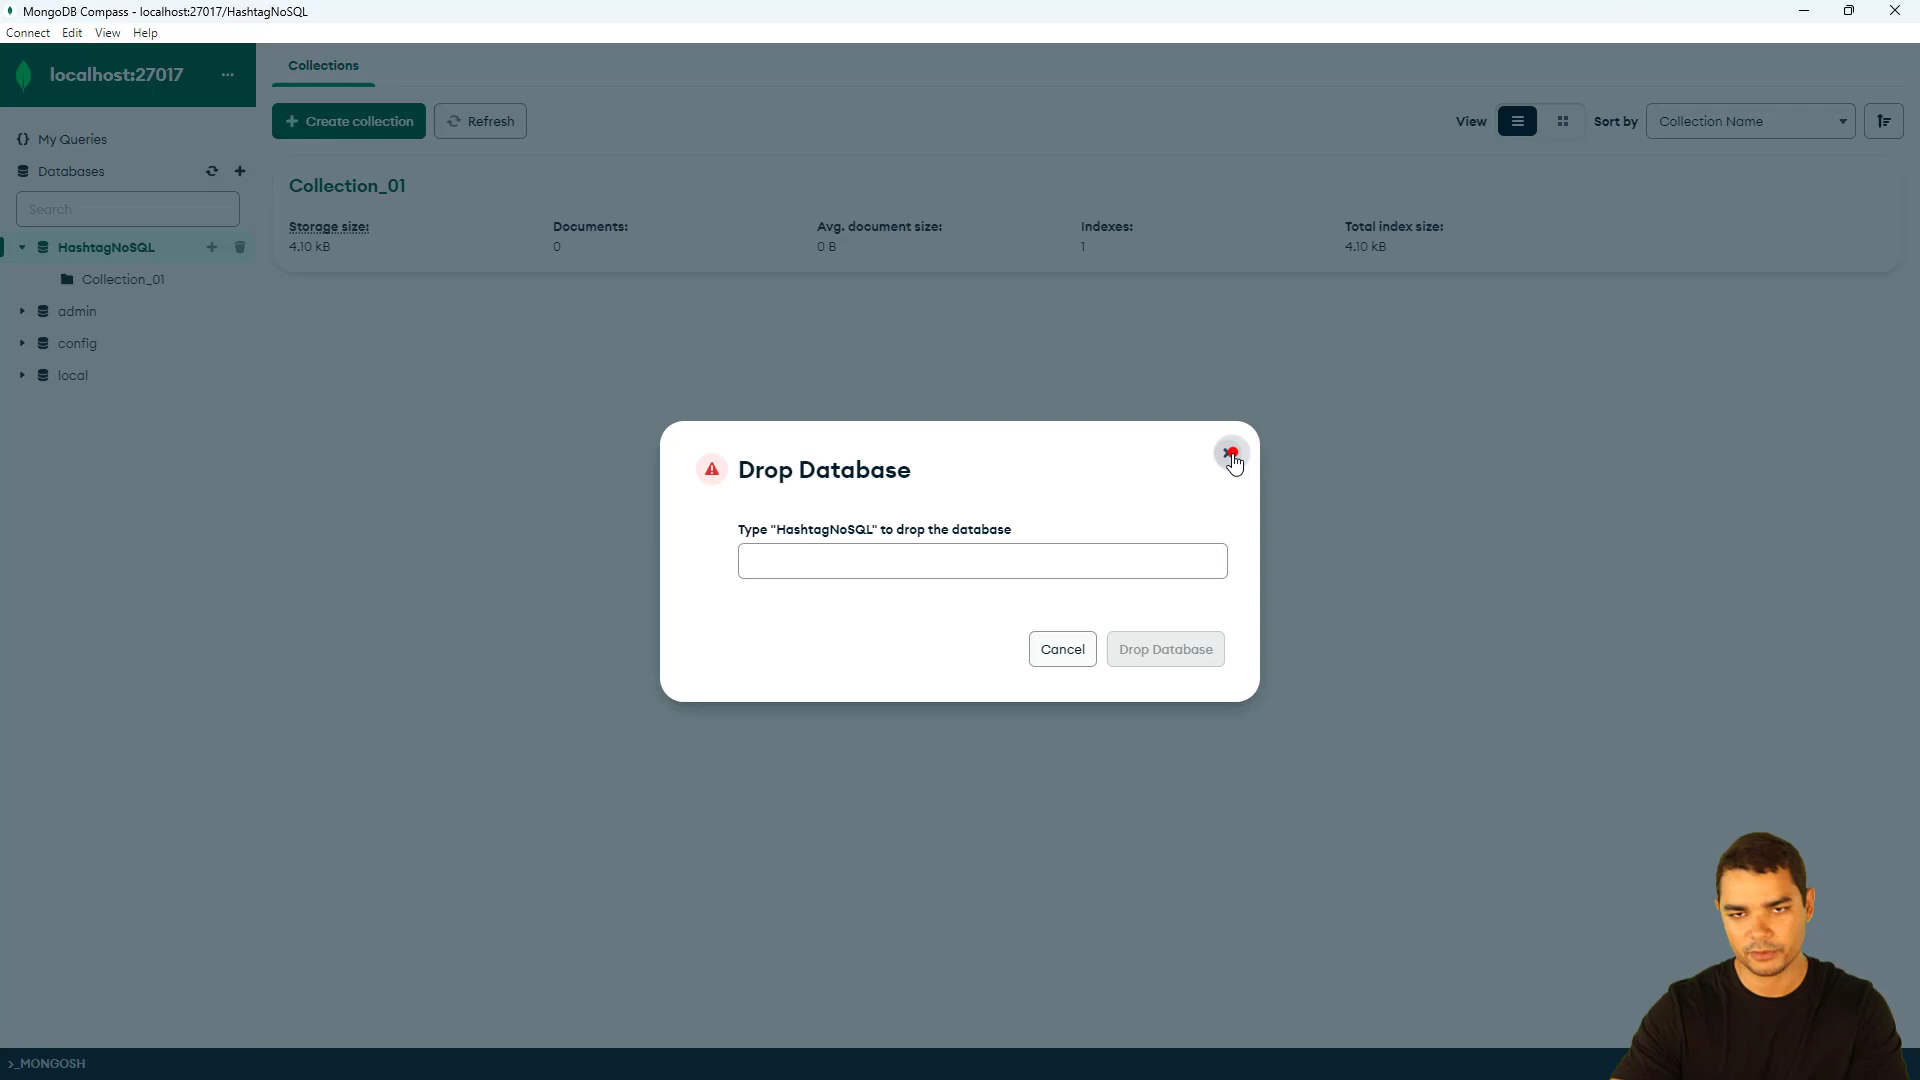 MongoDB Compass - localhost:27017/HashtagNoSQL
Connect Edit View Help
localhost:27017
Collections
Create collection
Refresh
View
Sort by
Collection Name
{} My Queries
Databases
Search
HashtagNoSQL
Collection_01
admin
config
local
Collection_01
Storage size: Documents: Avg. document size: Indexes: Total index size:
4.10 kB 0 0 B 1 4.10 kB
Drop Database
Type "HashtagNoSQL" to drop the database
Cancel
Drop Database
>_MONGOSH